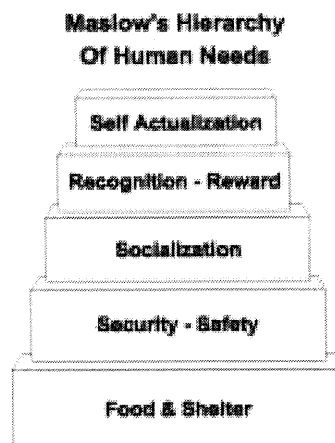 Maslow's Hierarchy
Of Human Needs
Self Actualization
Recognition - Reward
Socialization
Security - Safety
Food & Shelter